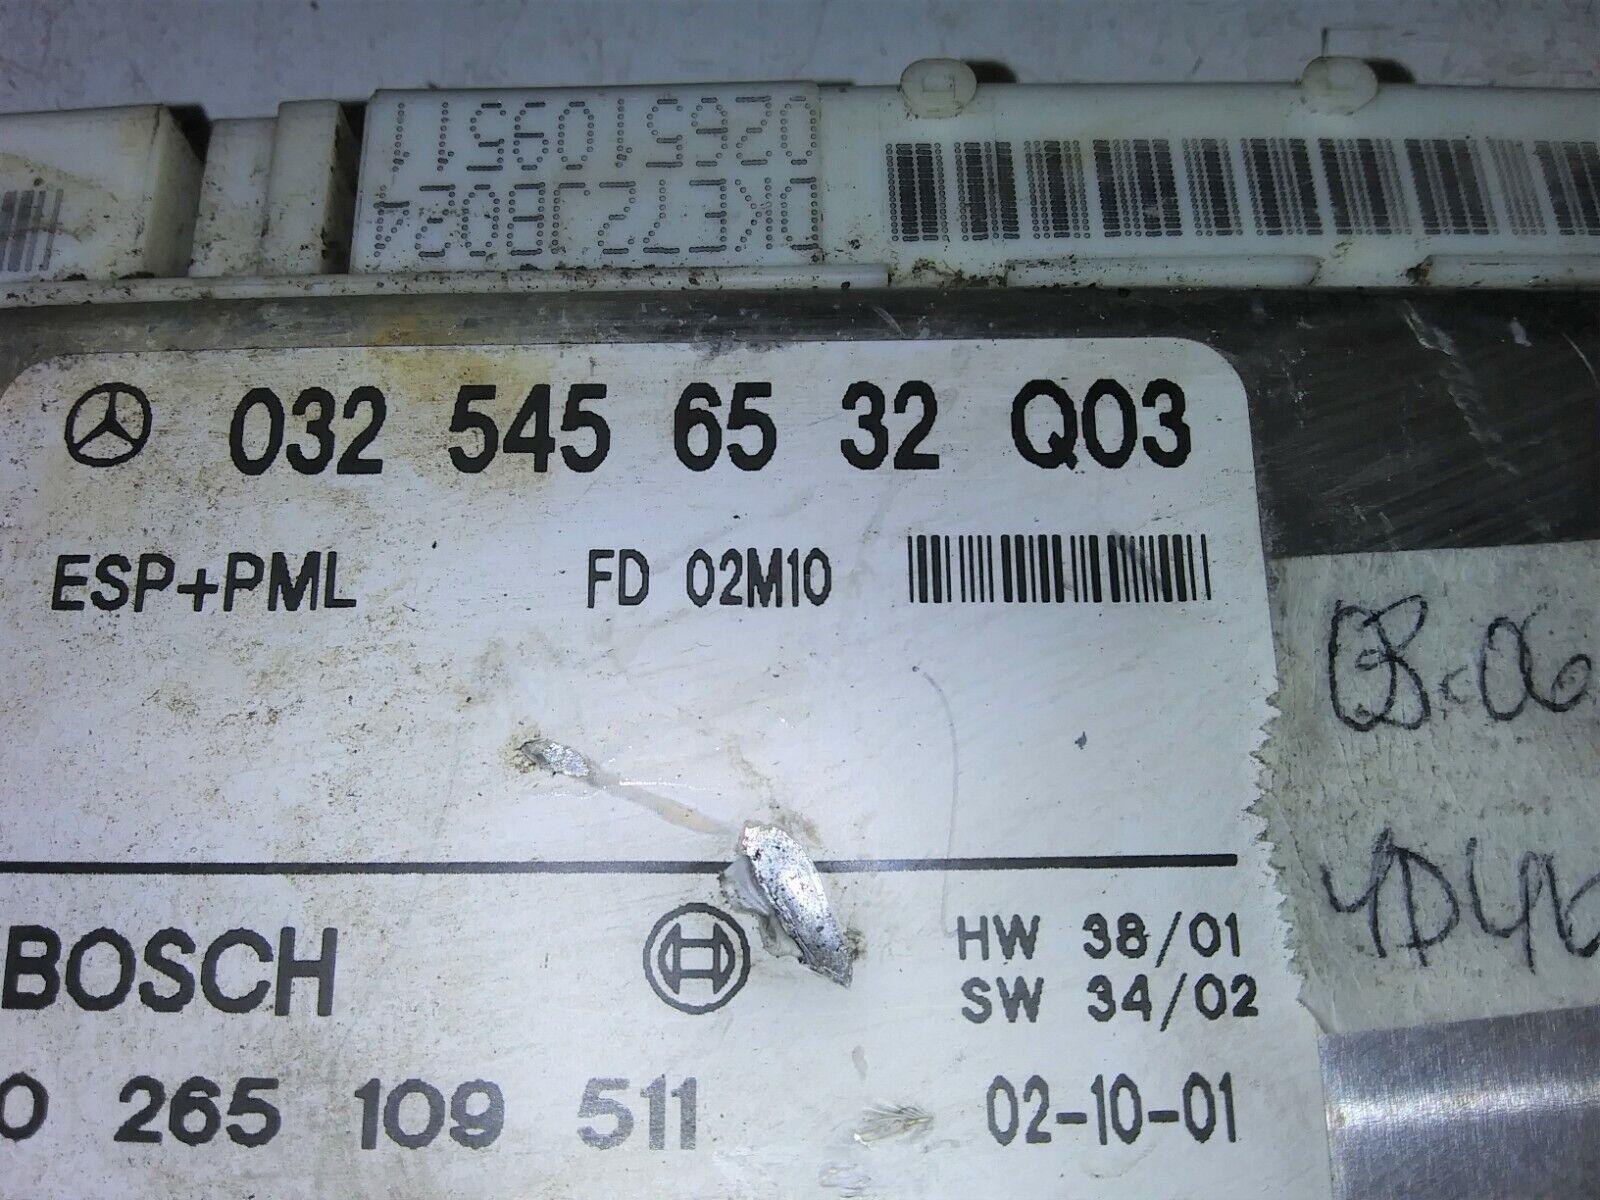 0265109511
032 545 65 32 Q03
ESP+PML FD 02M10
BOSCH
HW 38/01
SW 34/02
0 265 109 511 02-10-01